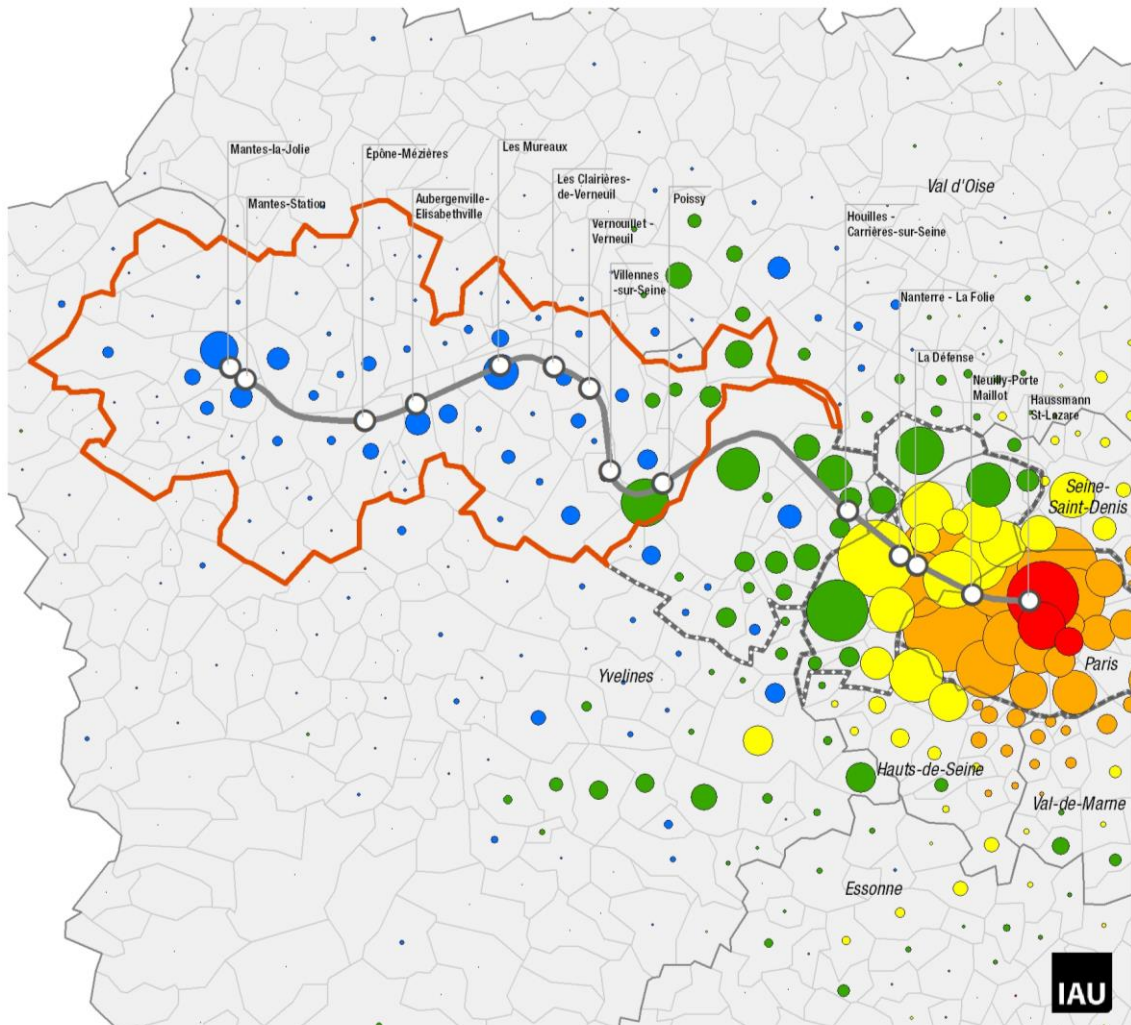 Mantes-la-Jolie
Mantes-Station
Épône-Mézières
Aubergenville-
Elisabethville
Les Mureaux
Les Clairières-
de-Verneuil
Vernouillet -
Verneuil
Villennes
-sur-Seine
Poissy
Houilles -
Carrières-sur-Seine
Nanterre - La Folie
La Défense
Neuilly-Porte
Maillot
Haussmann
St-Lazare
Val d'Oise
Seine-
Saint-Denis
Paris
Yvelines
Hauts-de-Seine
Val-de-Marne
Essonne
IAU